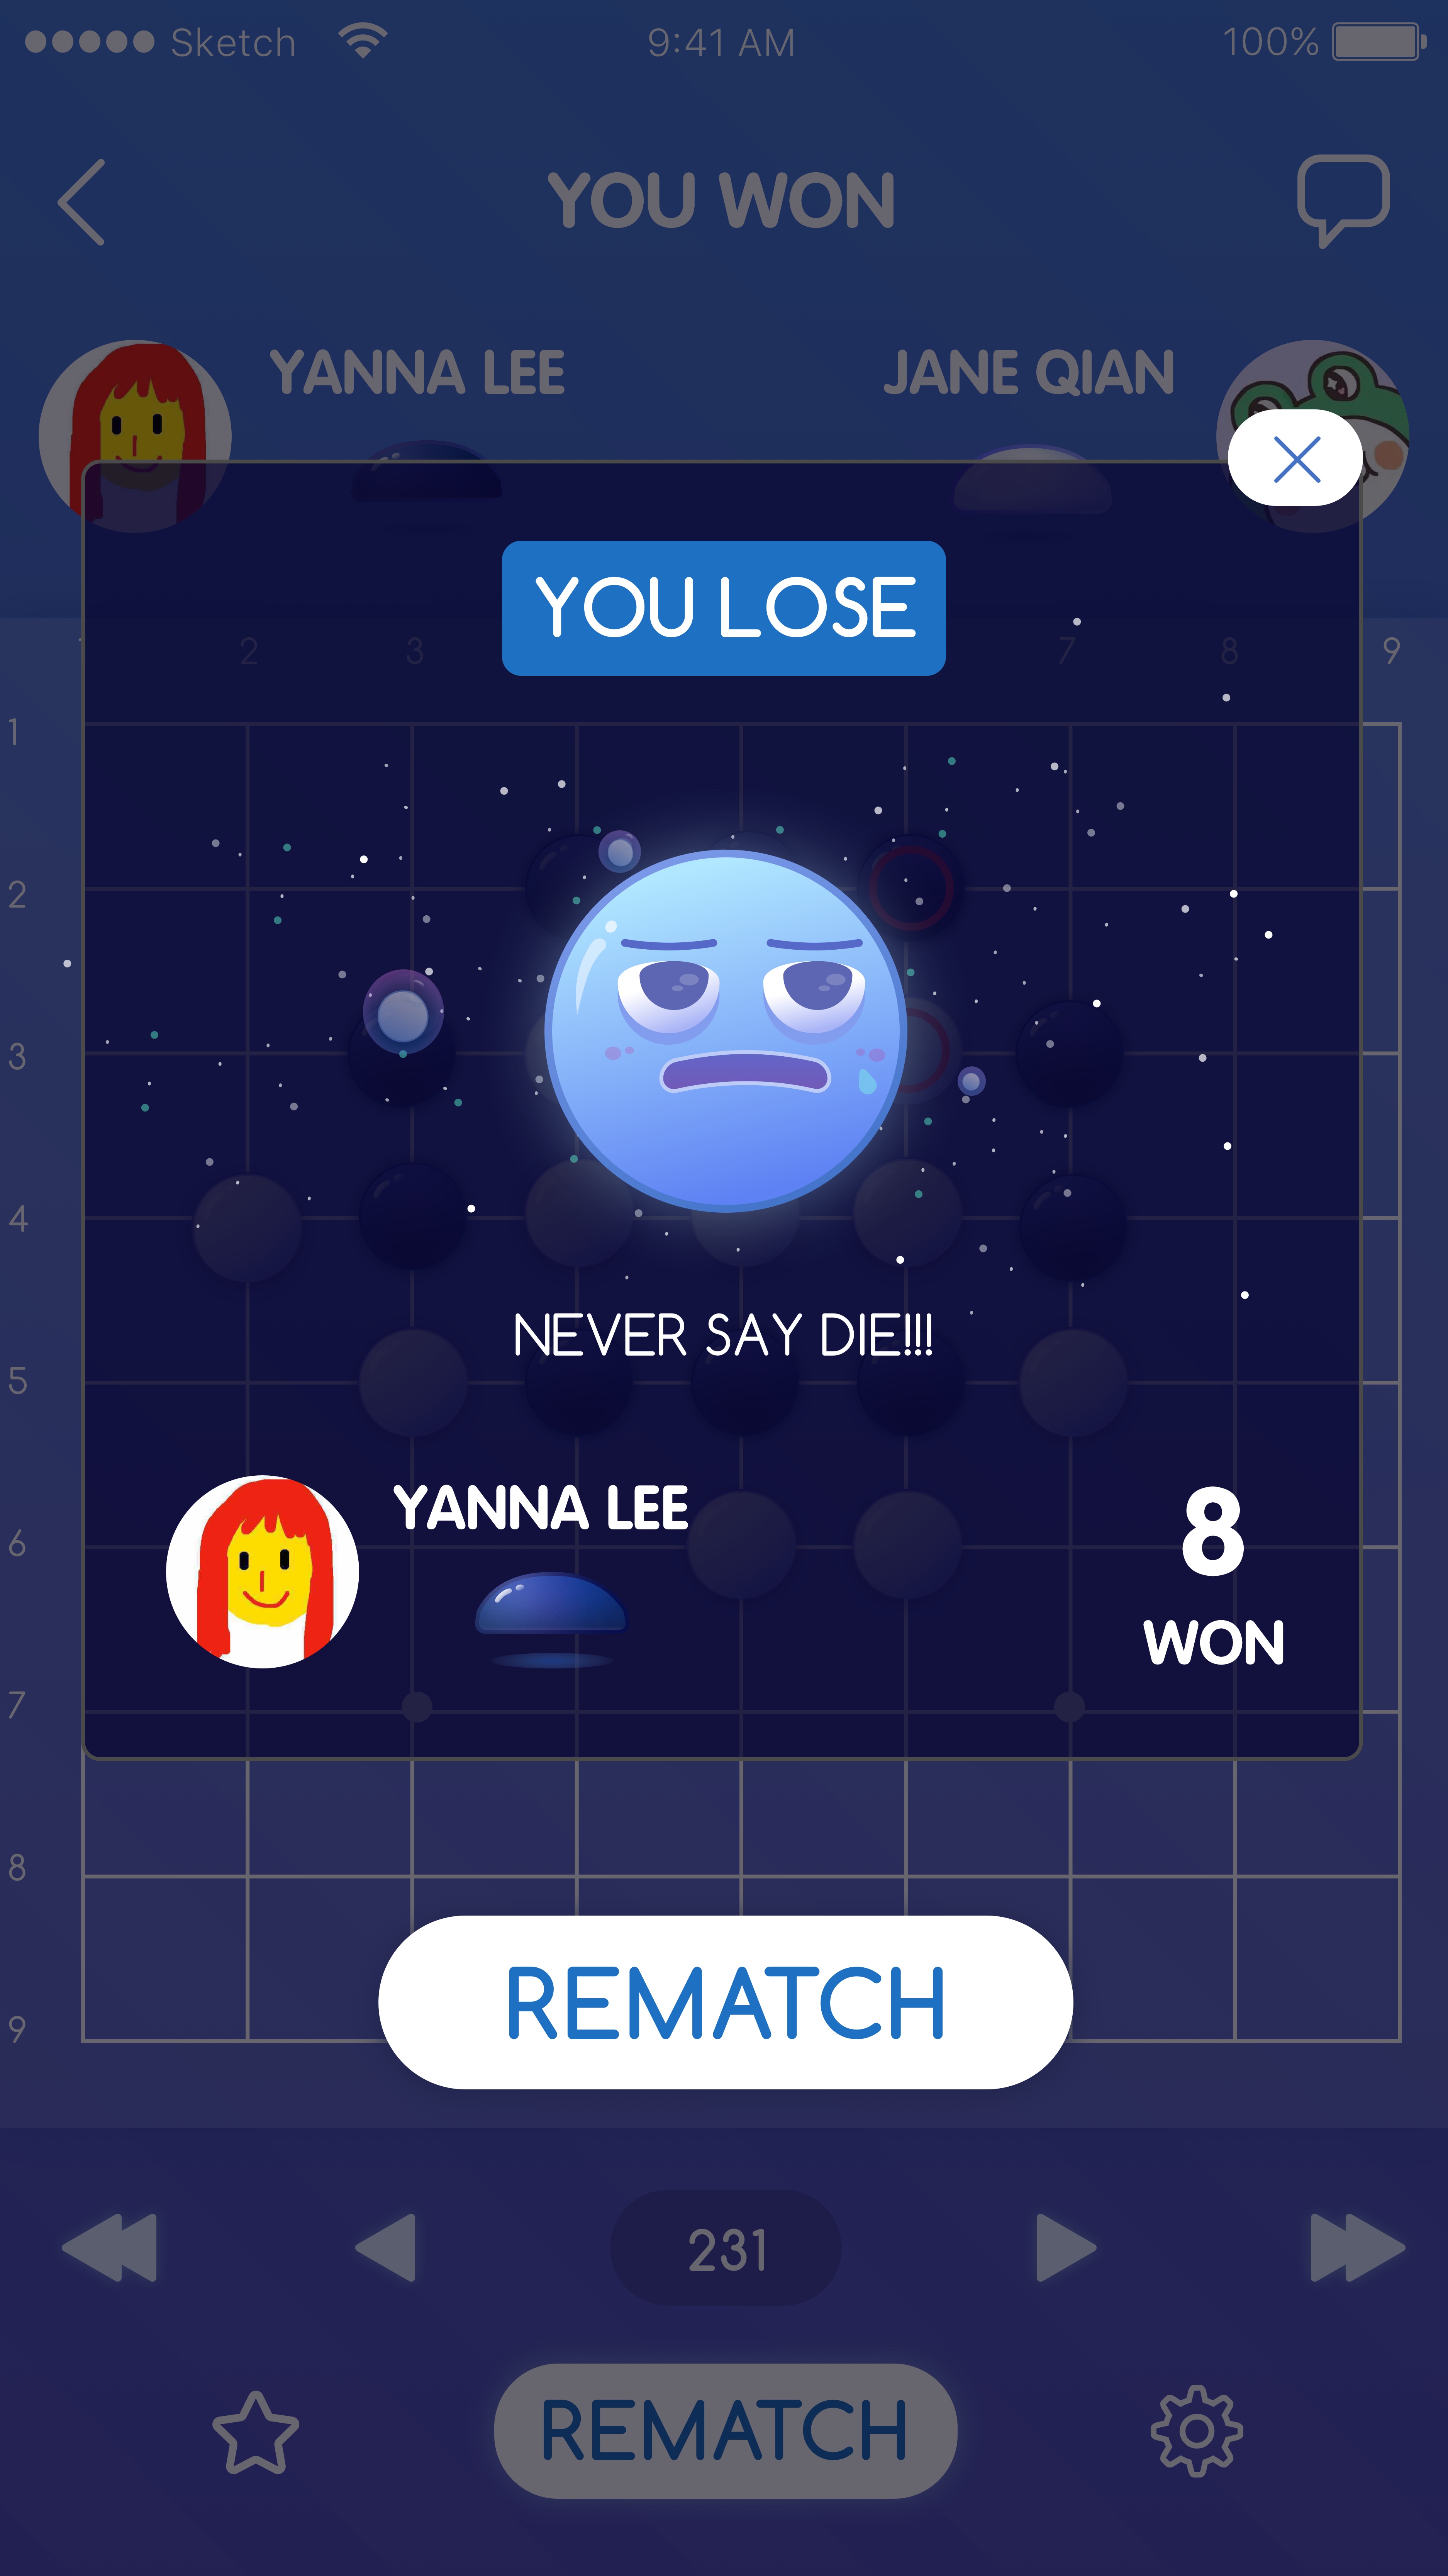 Sketch 9:41 AM 100%
YOU WON
YANNA LEE JANE QIAN
YOU LOSE
2 3 7 8 9
1
2
3
4
NEVER SAY DIE!!!
5
YANNA LEE 8
6
WON
7
8
REMATCH
9
231
REMATCH